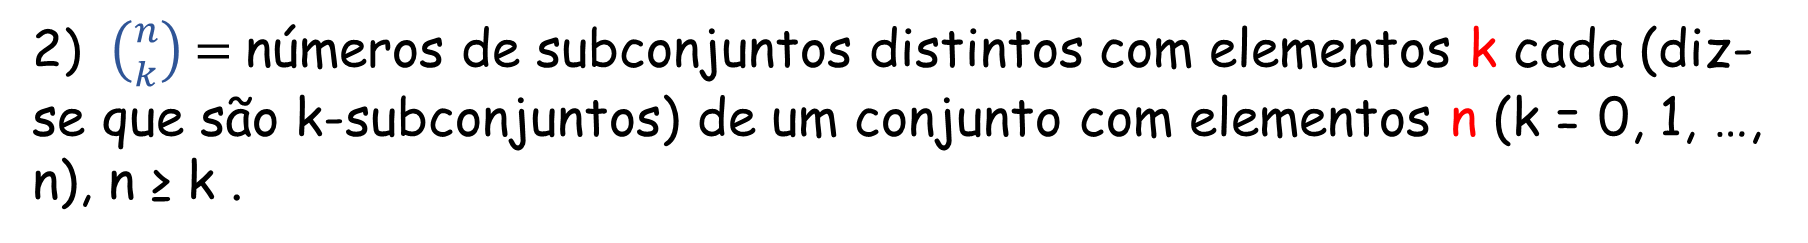 2) (n k) = números de subconjuntos distintos com elementos k cada (diz-
se que são k-subconjuntos) de um conjunto com elementos n (k = 0, 1, ...,
n), n ≥ k .